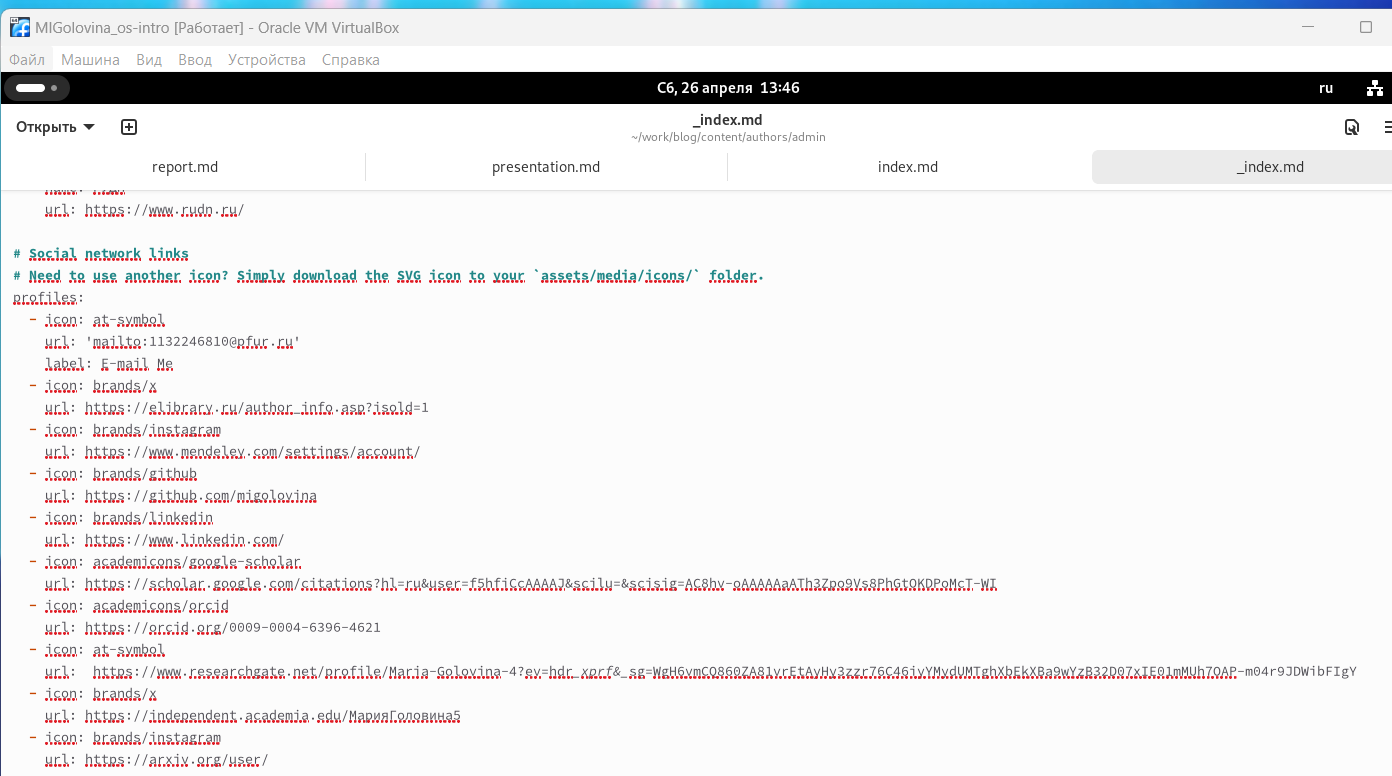 MIGolovina_os-intro [Работает] - Oracle VM VirtualBox
Файл Машина Вид Ввод Устройства Справка
Сб, 26 апреля 13:46
ru
Открыть
_index.md
~/work/blog/content/authors/admin
report.md presentation.md index.md _index.md
url: https://www.rudn.ru/
# Social network links
# Need to use another icon? Simply download the SVG icon to your `assets/media/icons/` folder.
profiles:
- icon: at-symbol
url: 'mailto:1132246810@pfur.ru'
label: E-mail Me
- icon: brands/x
url: https://elibrary.ru/author_info.asp?isold=1
- icon: brands/instagram
url: https://www.mendeley.com/settings/account/
- icon: brands/github
url: https://github.com/migolovina
- icon: brands/linkedin
url: https://www.linkedin.com/
- icon: academicons/google-scholar
url: https://scholar.google.com/citations?hl=ru&user=f5hfiCcAAAAJ&scilu=&scisig=AC8hv-oAAAAAaATh3Zpo9Vs8PhGtOKDPoMcT-WI
- icon: academicons/orcid
url: https://orcid.org/0009-0004-6396-4621
- icon: at-symbol
url: https://www.researchgate.net/profile/Maria-Golovina-4?ev=hdr_xprf&_sg=WgH6vmCO860ZA81vrEtAyHy3zzr76C46iyYMvdUMTghXbEkXBa9wYzB32D07xIE01mMUh7OAP-m04r9JDWibFIgY
- icon: brands/x
url: https://independent.academia.edu/МарияГоловина5
- icon: brands/instagram
url: https://arxiv.org/user/